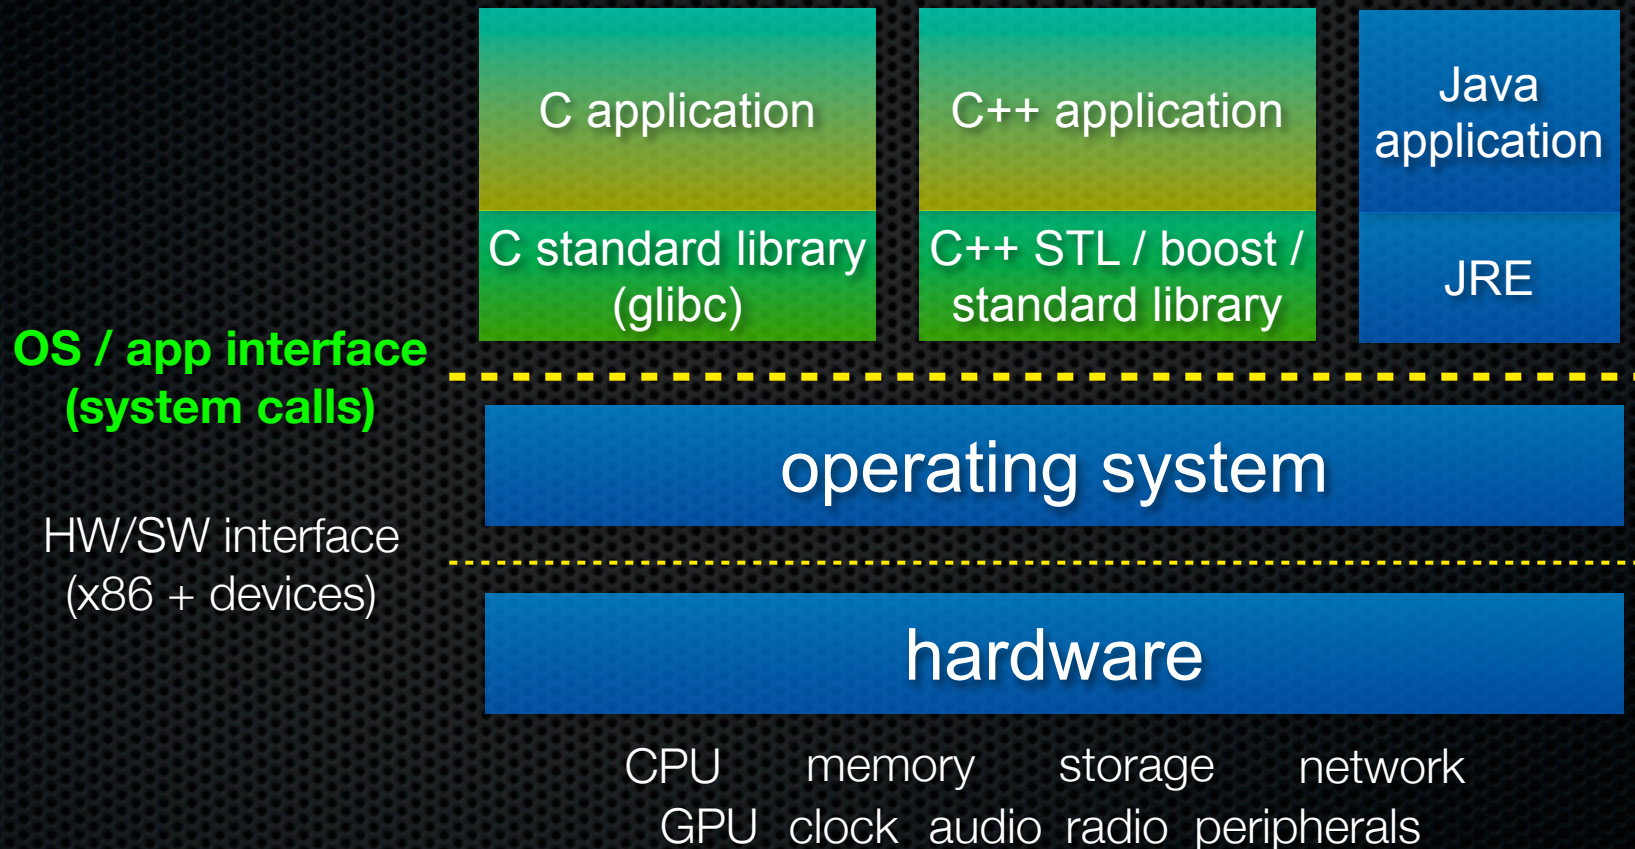 C application
C++ application
Java
application
C standard library
(glibc)
C++ STL / boost /
standard library
JRE
OS / app interface
(system calls)
operating system
HW/SW interface
(x86 + devices)
hardware
CPU memory storage network
GPU clock audio radio peripherals